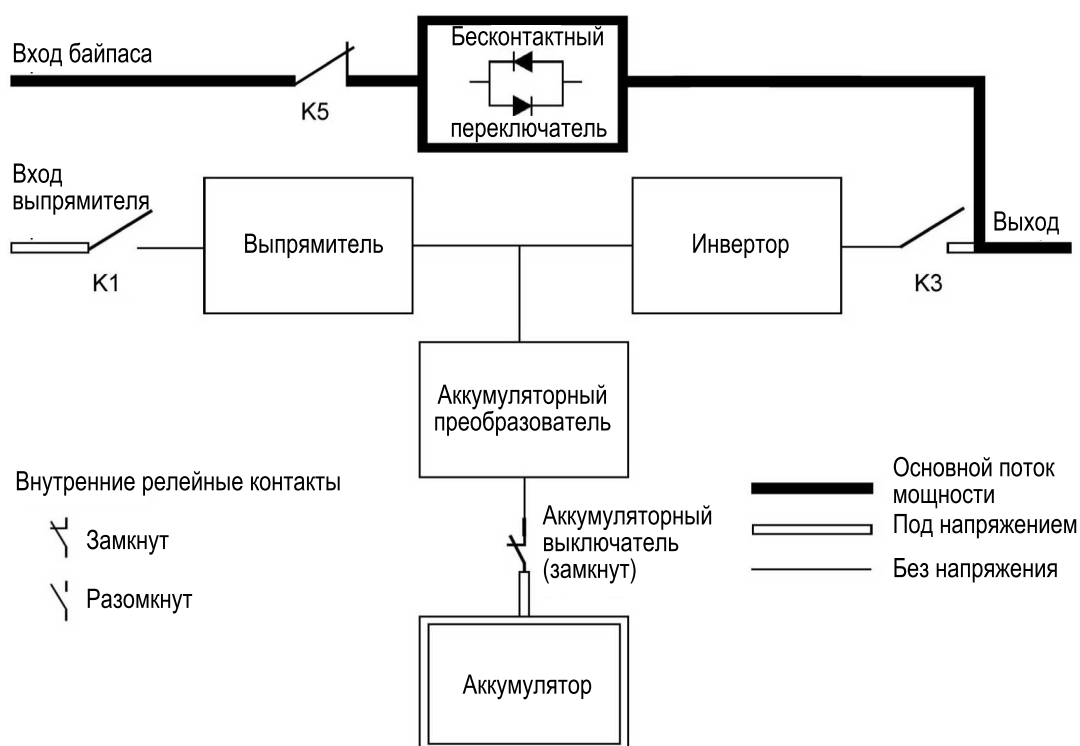 Вход байпаса
K5
Бесконтактный
переключатель
Вход
выпрямителя
K1
Выпрямитель
Инвертор
K3
Выход
Аккумуляторный
преобразователь
Внутренние релейные контакты
Замкнут
Разомкнут
Аккумуляторный
выключатель
(замкнут)
Основной поток
мощности
Под напряжением
Без напряжения
Аккумулятор